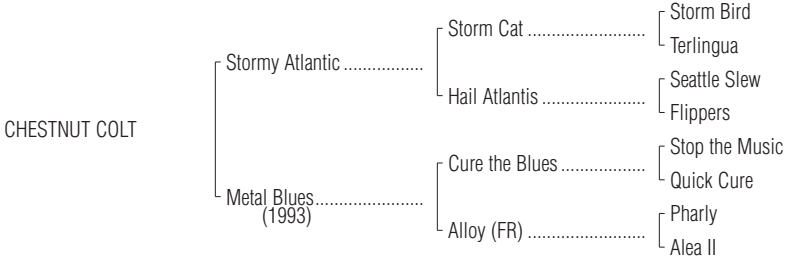 Storm Bird
Storm Cat ..........................
Terlingua
Stormy Atlantic .................
Seattle Slew
Hail Atlantis ......................
Flippers
CHESTNUT COLT
Stop the Music
Cure the Blues ...................
Quick Cure
Metal Blues.......................
(1993)
Pharly
Alloy (FR) ..........................
Alea II